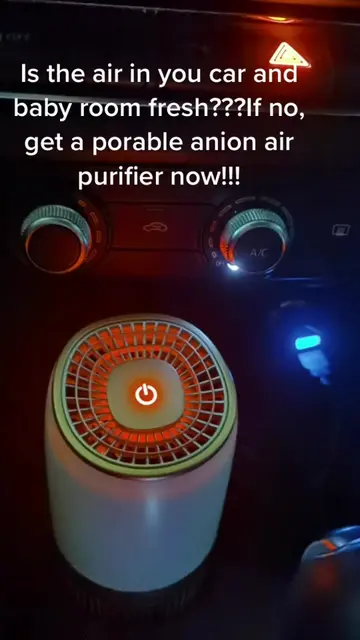 Is the air in you car and
baby room fresh???If no,
get a porable anion air
purifier now!!!
A/C